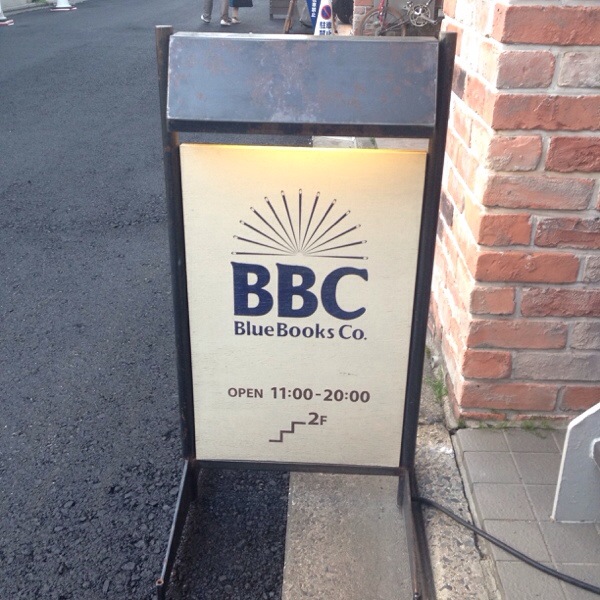 BBC
BlueBooks Co.
OPEN 11:00-20:00
2F